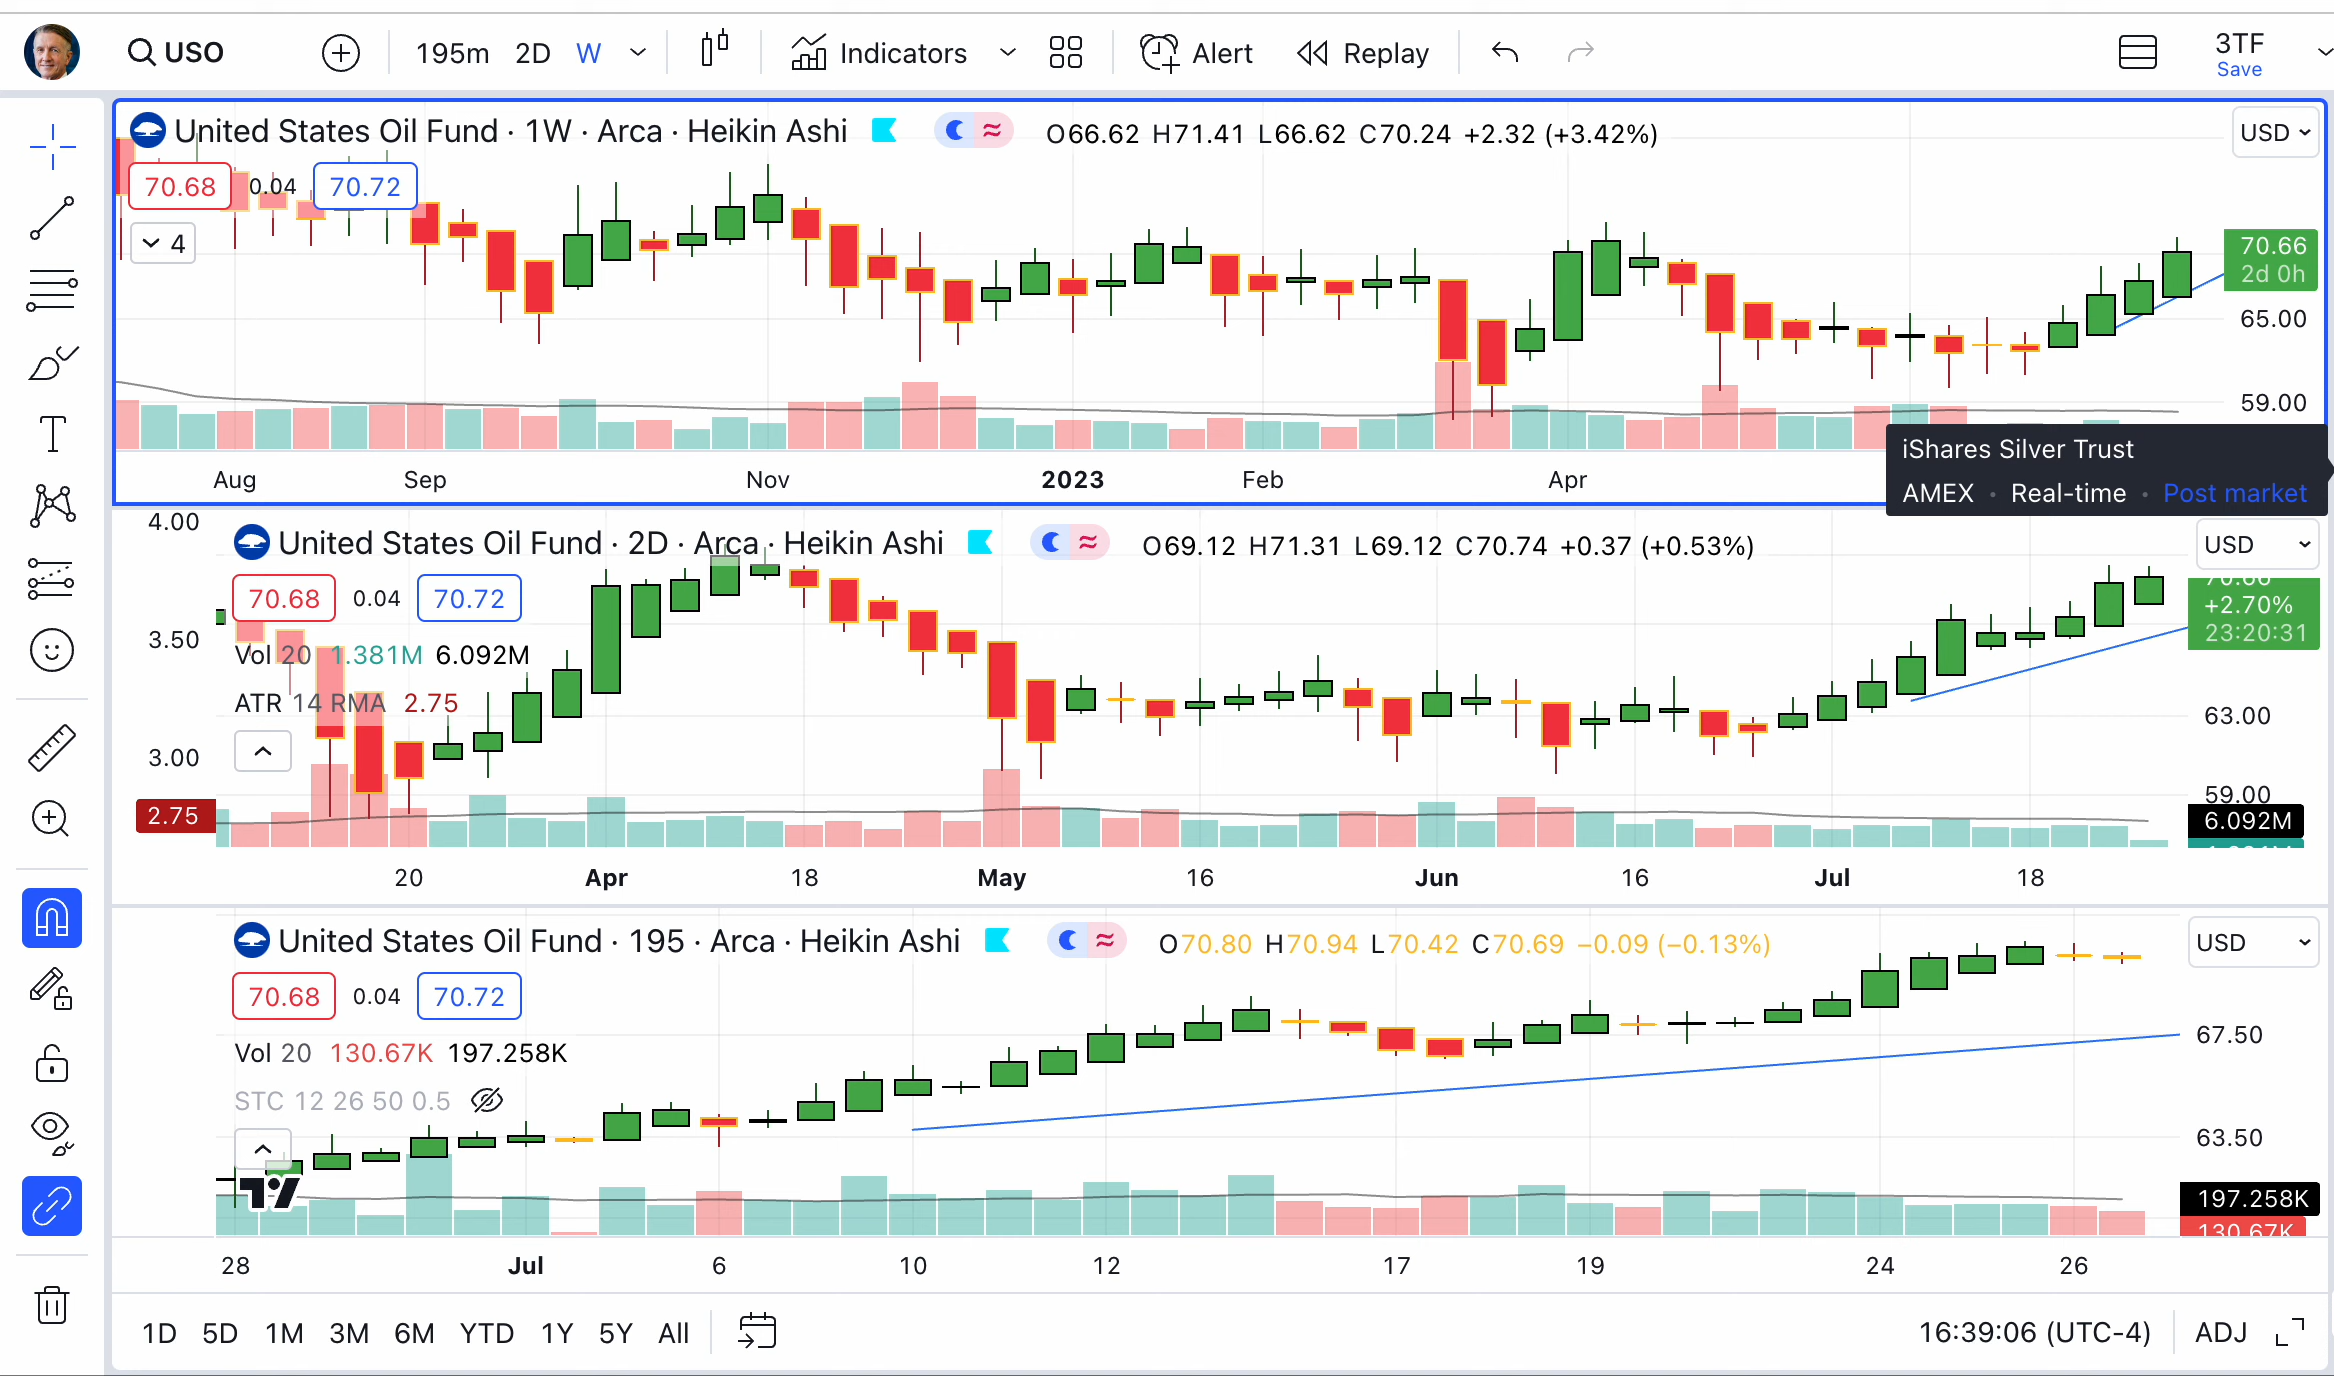 USO 195m 2D W Indicators Alert Replay 3TF
Save
United States Oil Fund · 1W · Arca · Heikin Ashi O66.62 H71.41 L66.62 C70.24 +2.32 (+3.42%) USD
70.68 0.04 70.72
4
70.66
2d 0h
65.00
59.00
Aug Sep Nov 2023 Feb Apr
iShares Silver Trust
AMEX · Real-time · Post market
4.00
United States Oil Fund · 2D · Arca · Heikin Ashi O69.12 H71.31 L69.12 C70.74 +0.37 (+0.53%) USD
70.68 0.04 70.72
70.66
+2.70%
23:20:31
3.50
Vol 20 1.381M 6.092M
ATR 14 RMA 2.75
63.00
3.00
59.00
2.75
6.092M
20 Apr 18 May 16 Jun 16 Jul 18
United States Oil Fund · 195 · Arca · Heikin Ashi O70.80 H70.94 L70.42 C70.69 −0.09 (−0.13%) USD
70.68 0.04 70.72
67.50
Vol 20 130.67K 197.258K
STC 12 26 50 0.5
63.50
197.258K
130.67K
28 Jul 6 10 12 17 19 24 26
1D 5D 1M 3M 6M YTD 1Y 5Y All 16:39:06 (UTC-4) ADJ